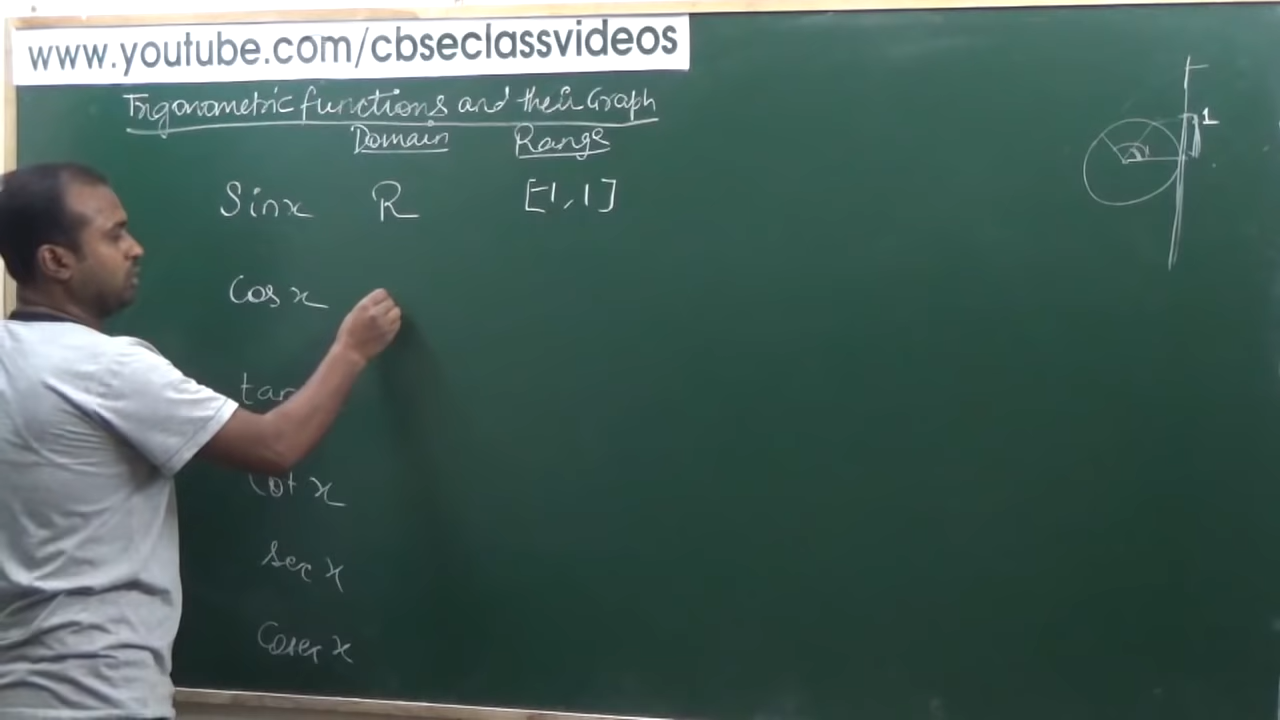 www.youtube.com/cbseclassvideos
Trigonometric functions and their Graph
Domain Range
Sinx R [-1, 1]
Cos x
tan
Cot x
sec x
Cosec x
1